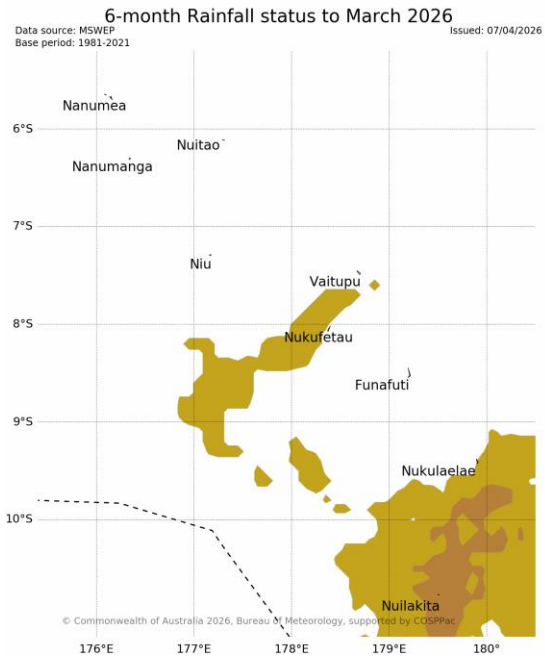 6-month Rainfall status to March 2026
Data source: MSWEP
Issued: 07/04/2026
Base period: 1981-2021
Nanumea
6°S
Nuitao
Nanumanga
7°S
Niu
Vaitupu
8°S
Nukufetau
Funafuti
9°S
Nukulaelae
10°S
Nuilakita
© Commonwealth of Australia 2026, Bureau of Meteorology, supported by COSPPac
176°E
177°E
178°E
179°E
180°